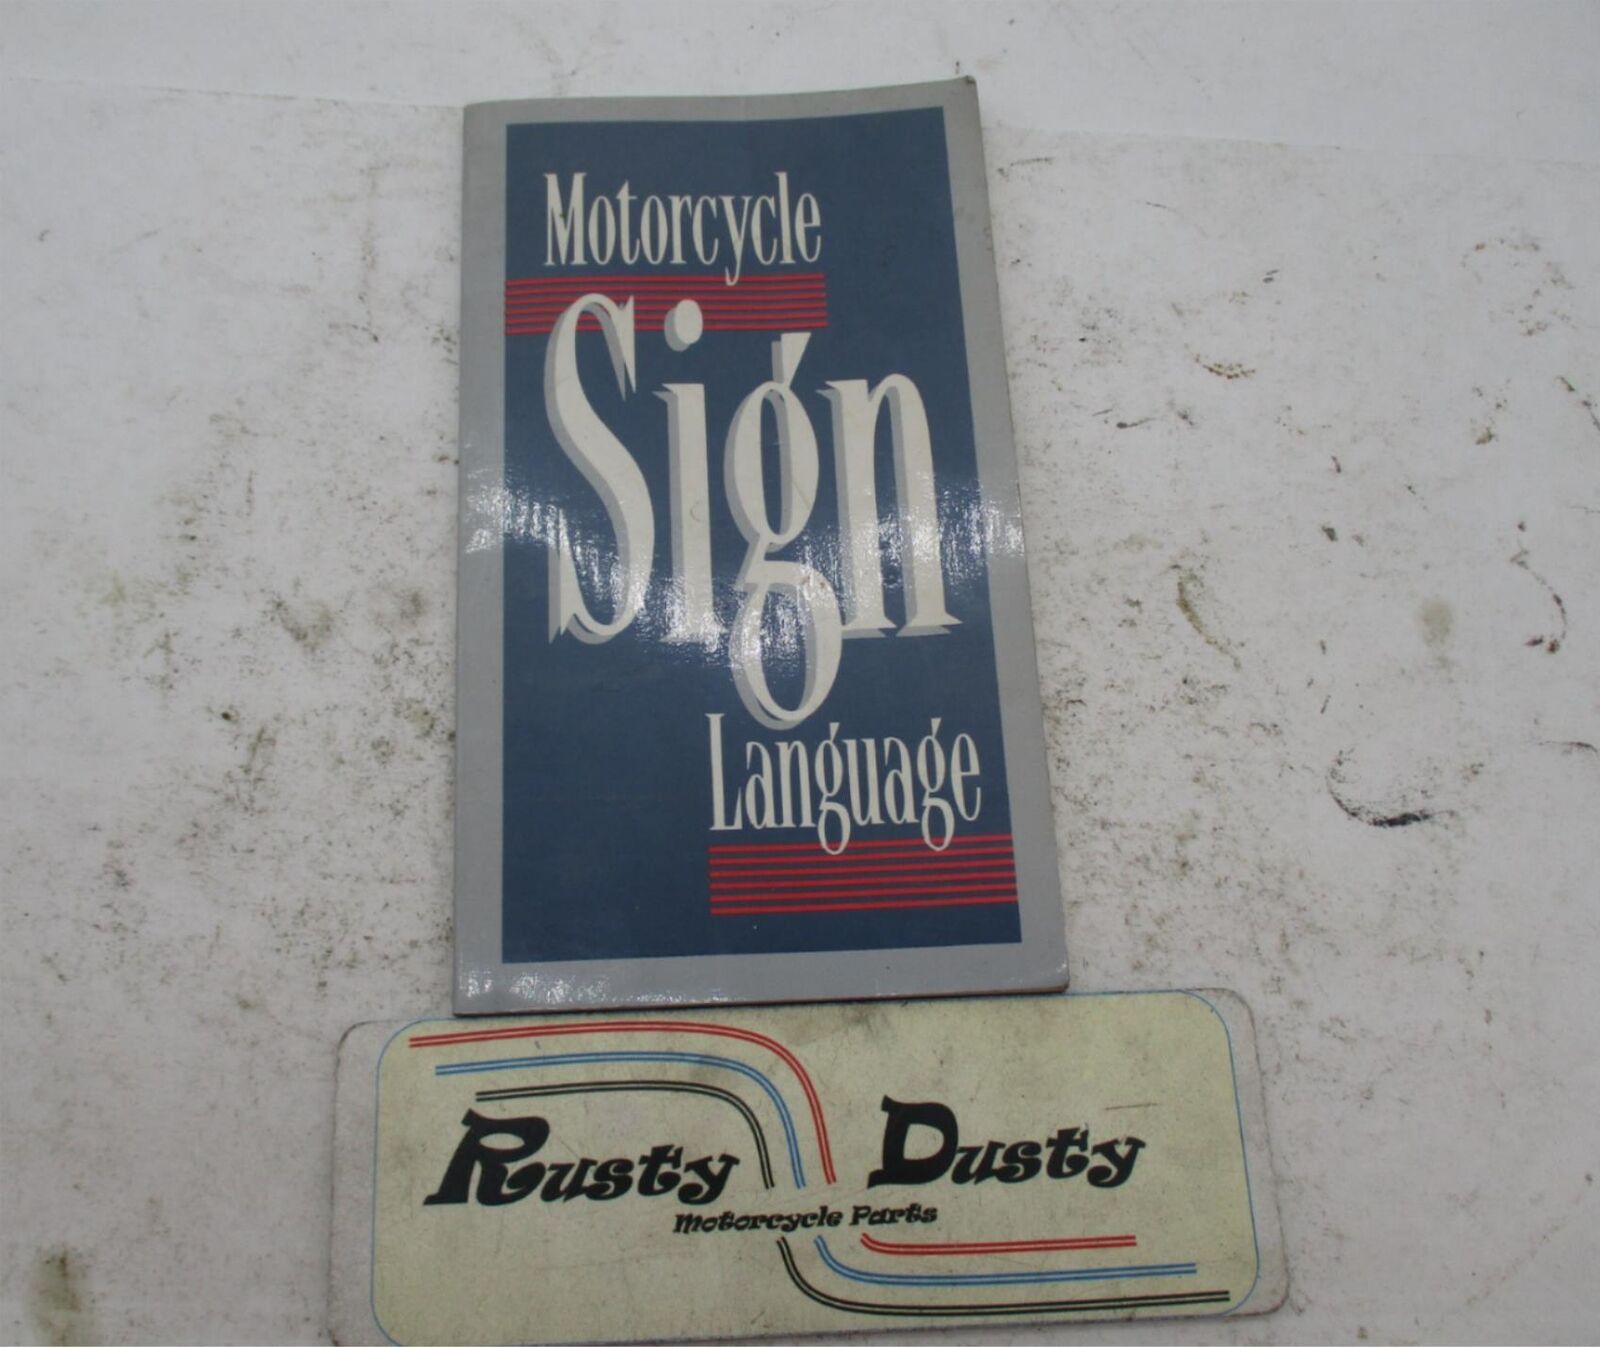 Motorcycle
Sign
Language
Rusty Dusty
Motorcycle Parts